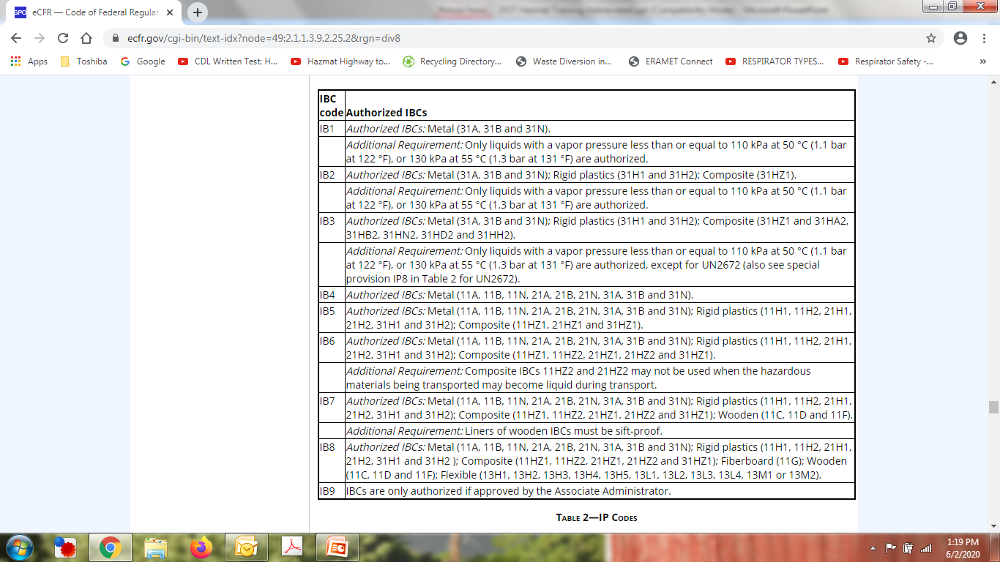 GPO eCFR — Code of Federal Regulat
ecfr.gov/cgi-bin/text-idx?node=49:2.1.1.3.9.2.25.2&rgn=div8
Apps Toshiba Google CDL Written Test: H... Hazmat Highway to... Recycling Directory... Waste Diversion in... ERAMET Connect RESPIRATOR TYPES... Respirator Safety -... »
IBC
code Authorized IBCs
IB1 Authorized IBCs: Metal (31A, 31B and 31N).
Additional Requirement: Only liquids with a vapor pressure less than or equal to 110 kPa at 50 °C (1.1 bar
at 122 °F), or 130 kPa at 55 °C (1.3 bar at 131 °F) are authorized.
IB2 Authorized IBCs: Metal (31A, 31B and 31N); Rigid plastics (31H1 and 31H2); Composite (31HZ1).
Additional Requirement: Only liquids with a vapor pressure less than or equal to 110 kPa at 50 °C (1.1 bar
at 122 °F), or 130 kPa at 55 °C (1.3 bar at 131 °F) are authorized.
IB3 Authorized IBCs: Metal (31A, 31B and 31N); Rigid plastics (31H1 and 31H2); Composite (31HZ1 and 31HA2,
31HB2, 31HN2, 31HD2 and 31HH2).
Additional Requirement: Only liquids with a vapor pressure less than or equal to 110 kPa at 50 °C (1.1 bar
at 122 °F), or 130 kPa at 55 °C (1.3 bar at 131 °F) are authorized, except for UN2672 (also see special
provision IP8 in Table 2 for UN2672).
IB4 Authorized IBCs: Metal (11A, 11B, 11N, 21A, 21B, 21N, 31A, 31B and 31N).
IB5 Authorized IBCs: Metal (11A, 11B, 11N, 21A, 21B, 21N, 31A, 31B and 31N); Rigid plastics (11H1, 11H2, 21H1,
21H2, 31H1 and 31H2); Composite (11HZ1, 21HZ1 and 31HZ1).
IB6 Authorized IBCs: Metal (11A, 11B, 11N, 21A, 21B, 21N, 31A, 31B and 31N); Rigid plastics (11H1, 11H2, 21H1,
21H2, 31H1 and 31H2); Composite (11HZ1, 11HZ2, 21HZ1, 21HZ2 and 31HZ1).
Additional Requirement: Composite IBCs 11HZ2 and 21HZ2 may not be used when the hazardous
materials being transported may become liquid during transport.
IB7 Authorized IBCs: Metal (11A, 11B, 11N, 21A, 21B, 21N, 31A, 31B and 31N); Rigid plastics (11H1, 11H2, 21H1,
21H2, 31H1 and 31H2); Composite (11HZ1, 11HZ2, 21HZ1, 21HZ2 and 31HZ1); Wooden (11C, 11D and 11F).
Additional Requirement: Liners of wooden IBCs must be sift-proof.
IB8 Authorized IBCs: Metal (11A, 11B, 11N, 21A, 21B, 21N, 31A, 31B and 31N); Rigid plastics (11H1, 11H2, 21H1,
21H2, 31H1 and 31H2 ); Composite (11HZ1, 11HZ2, 21HZ1, 21HZ2 and 31HZ1); Fiberboard (11G); Wooden
(11C, 11D and 11F); Flexible (13H1, 13H2, 13H3, 13H4, 13H5, 13L1, 13L2, 13L3, 13L4, 13M1 or 13M2).
IB9 IBCs are only authorized if approved by the Associate Administrator.
TABLE 2—IP CODES
1:19 PM
6/2/2020